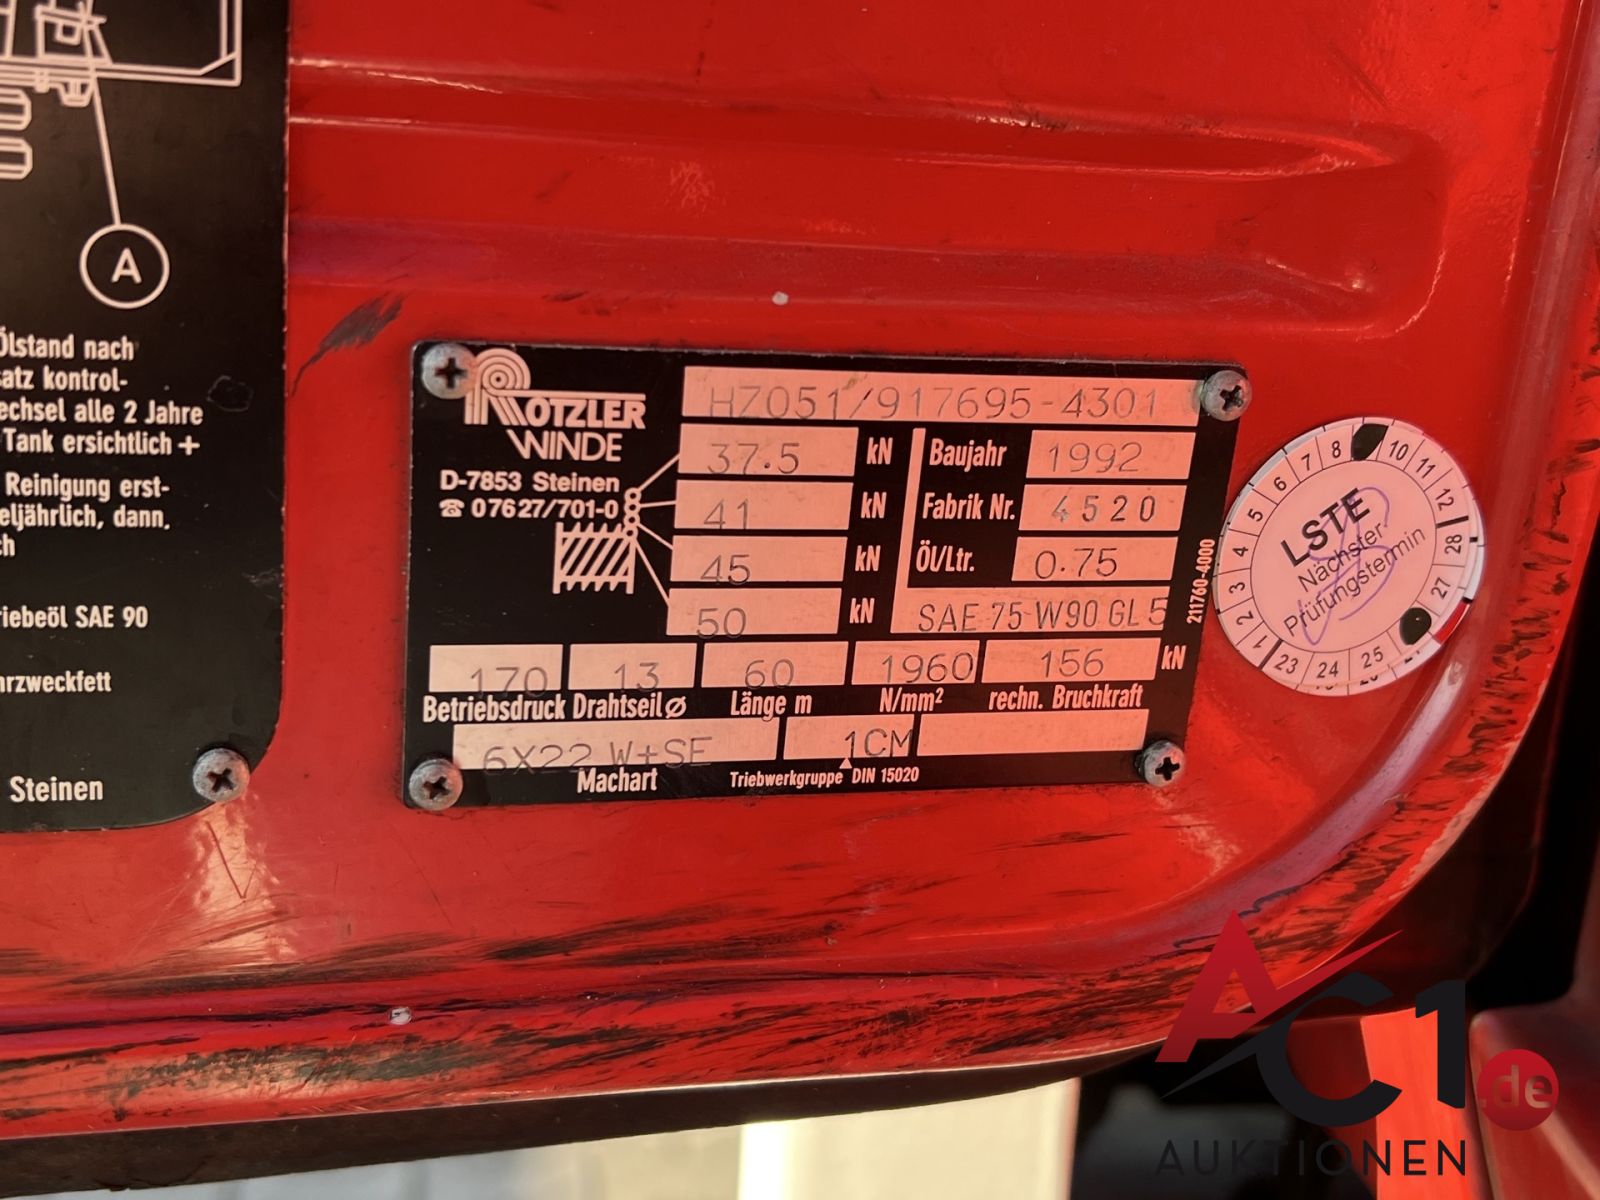 A
Ölstand nach
satz kontrol-
echsel alle 2 Jahre
Tank ersichtlich +
Reinigung erst-
eljährlich, dann.
ch
riebeöl SAE 90
hrzweckfett
Steinen
ROTZLER
WINDE
D-7853 Steinen
☎ 07627/701-0
HZ051/917695-4301
37.5 kN
41 kN
45 kN
50 kN
Baujahr 1992
Fabrik Nr. 4520
Öl/Ltr. 0.75
SAE 75 W90 GL 5
211760-4000
170 13 60 1960 156 kN
Betriebsdruck Drahtseil ø Länge m N/mm² rechn. Bruchkraft
6X22 W+SE 1CM
Machart Triebwerkgruppe DIN 15020
LSTE
Nächster
Prüfungstermin
1 2 3 4 5 6 7 8 10 11 12
28 27 25 24 23
AC1.de
AUKTIONEN